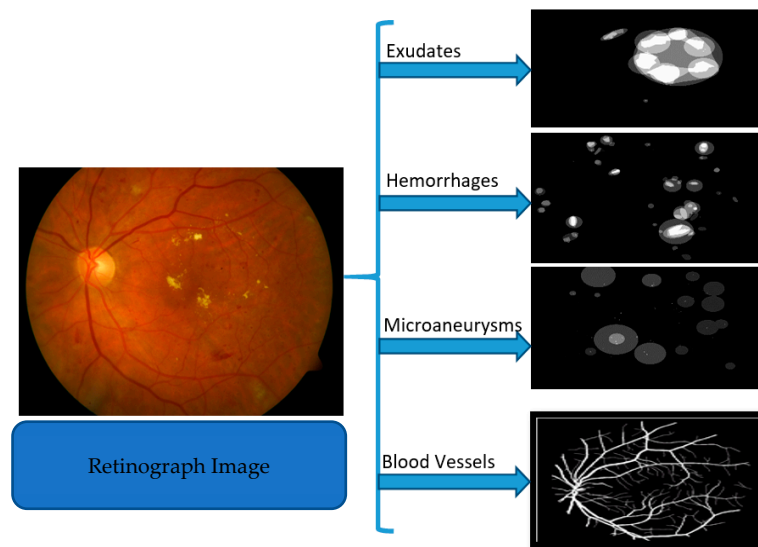 Exudates
Hemorrhages
Microaneurysms
Blood Vessels
Retinograph Image